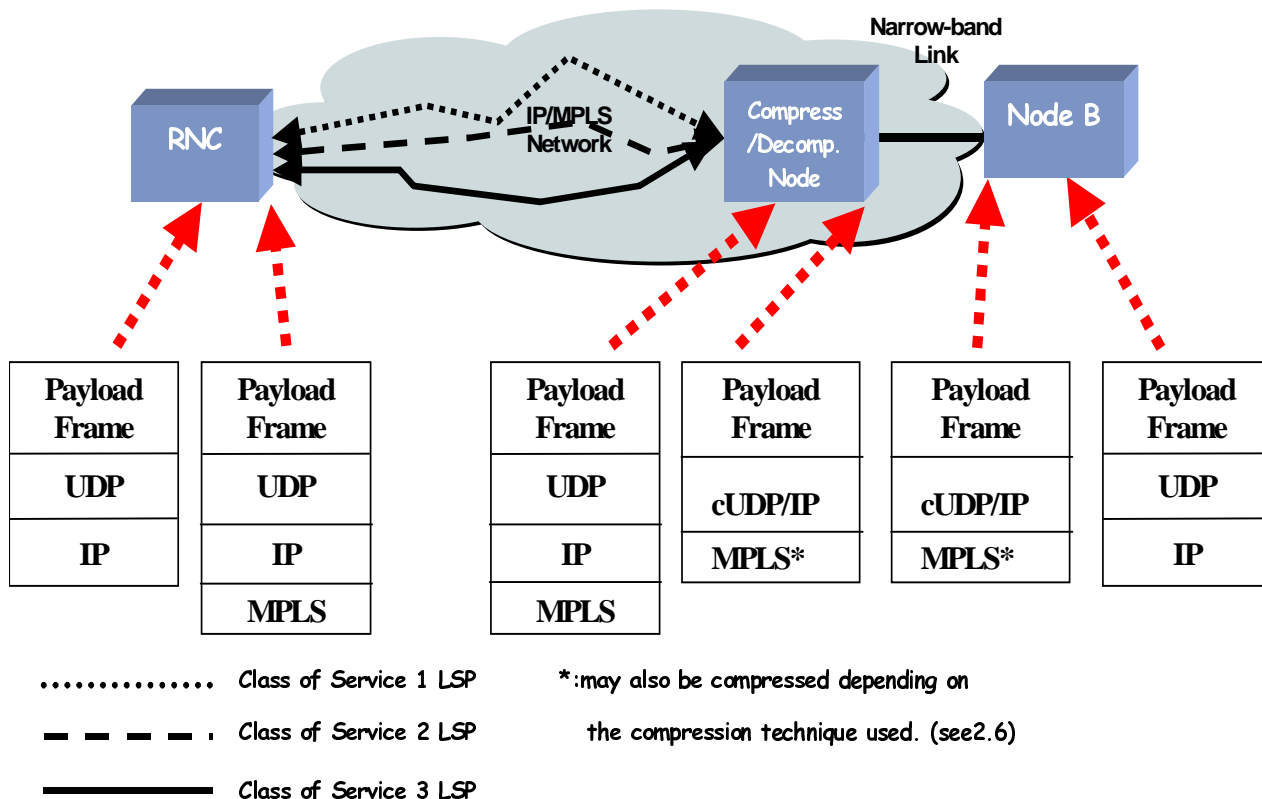 Narrow-band
Link
RNC
IP/MPLS
Network
Compress
/Decomp.
Node
Node B
Payload
Frame
UDP
IP
Payload
Frame
UDP
IP
MPLS
Payload
Frame
UDP
IP
MPLS
Payload
Frame
cUDP/IP
MPLS*
Payload
Frame
cUDP/IP
MPLS*
Payload
Frame
UDP
IP
Class of Service 1 LSP
Class of Service 2 LSP
Class of Service 3 LSP
*:may also be compressed depending on
the compression technique used. (see2.6)